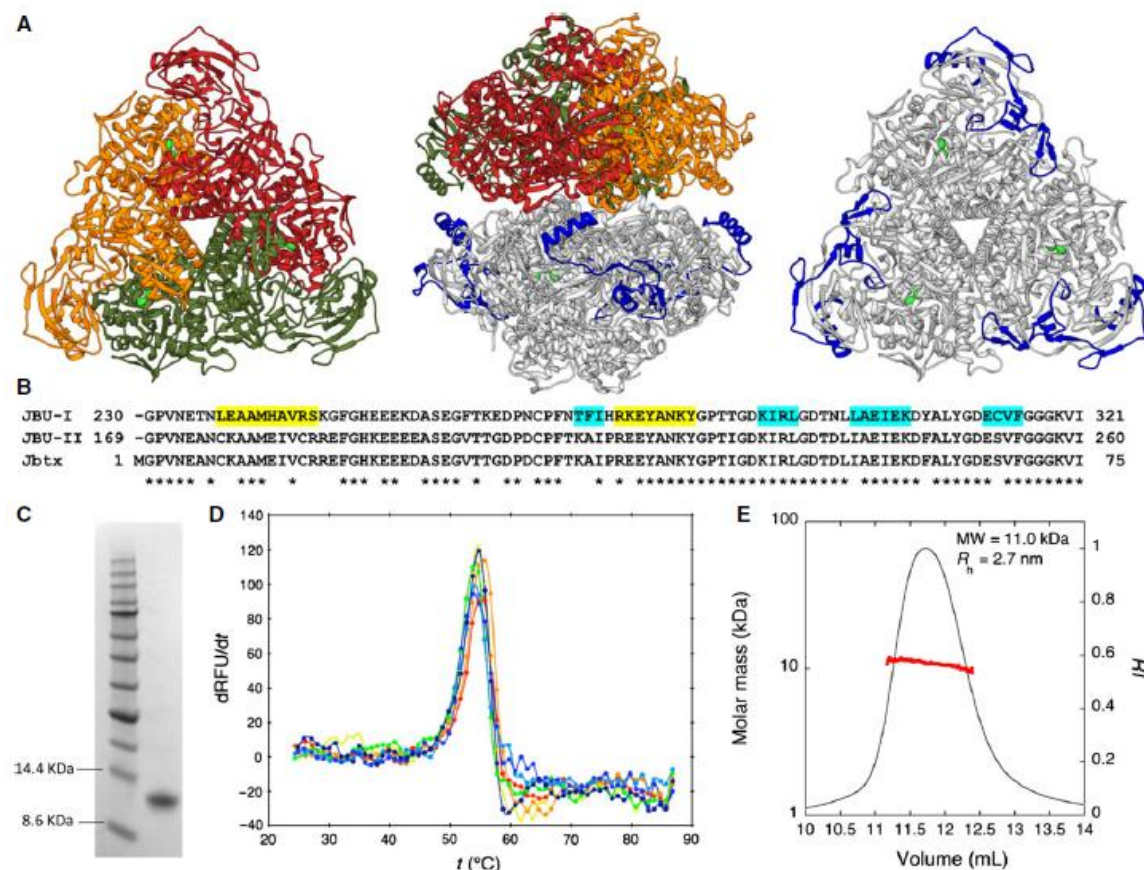 A
B
JBU-I 230 -GPVNETNLEAAMHAVRSKGFGHEEEKDASEGFTKEDPNCPFNTFIHRKEYANKYGPTTGDKIRLGDTNLLAEIEKDYALYGDECVFGGGKVI 321
JBU-II 169 -GPVNEANCKAAMEIVCRREFGHKEEEDASEGVTTGDPDCPFTKAIPREEYANKYGPTIGDKIRLGDTDLIAEIEKDFALYGDESVFGGGKVI 260
Jbtx 1 MGPVNEANCKAAMEIVCRREFGHKEEEDASEGVTTGDPDCPFTKAIPREEYANKYGPTIGDKIRLGDTDLIAEIEKDFALYGDESVFGGGKVI 75
C
14.4 KDa
8.6 KDa
D
140
120
100
80
60
40
20
0
−20
−40
20 30 40 50 60 70 80 90
dRFU/dt
t (°C)
E
MW = 11.0 kDa
Rh = 2.7 nm
100
10
1
Molar mass (kDa)
1
0.8
0.6
0.4
0.2
0
RI
10 10.5 11 11.5 12 12.5 13 13.5 14
Volume (mL)